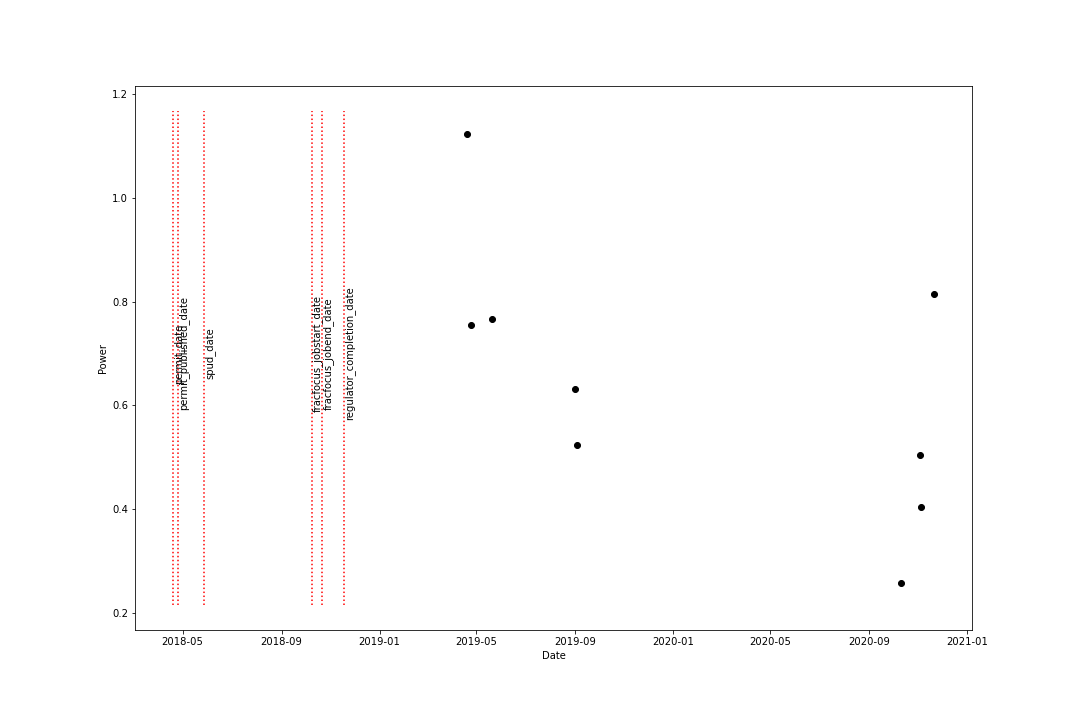 1.2
1.0
0.8
0.6
0.4
0.2
Power
permit_date
permit_published_date
spud_date
fracfocus_jobstart_date
fracfocus_jobend_date
regulator_completion_date
2018-05
2018-09
2019-01
2019-05
2019-09
2020-01
2020-05
2020-09
2021-01
Date